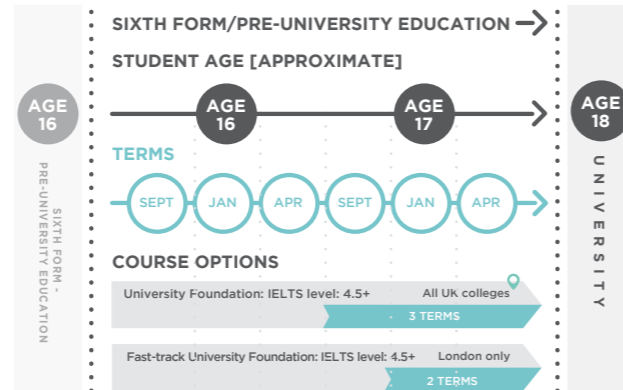 SIXTH FORM/PRE-UNIVERSITY EDUCATION
STUDENT AGE [APPROXIMATE]
AGE
16
AGE
16
AGE
17
AGE
18
SIXTH FORM -
PRE-UNIVERSITY EDUCATION
UNIVERSITY
TERMS
SEPT
JAN
APR
SEPT
JAN
APR
COURSE OPTIONS
University Foundation: IELTS level: 4.5+
All UK colleges
3 TERMS
Fast-track University Foundation: IELTS level: 4.5+
London only
2 TERMS